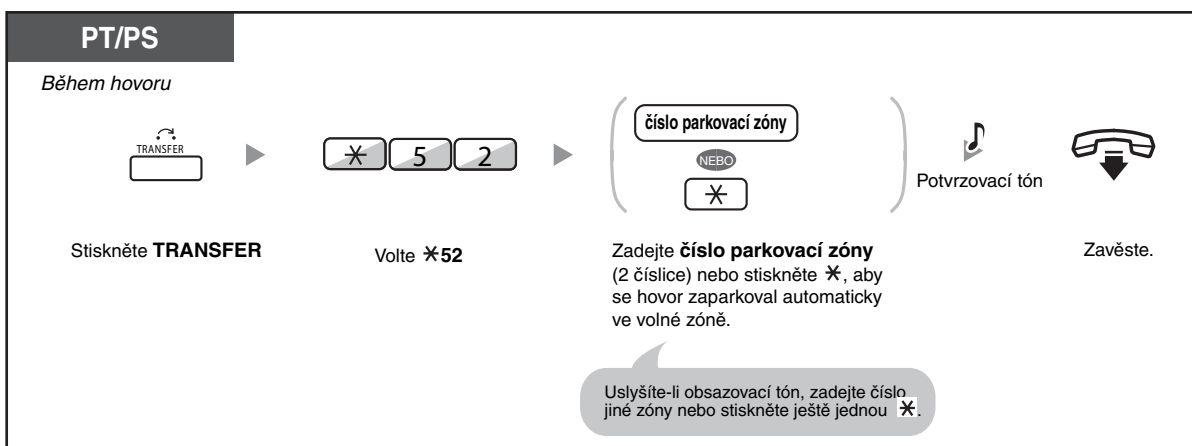 PT/PS
Během hovoru
TRANSFER
✳ 5 2
číslo parkovací zóny
NEBO
✳
Potvrzovací tón
Stiskněte TRANSFER
Volte ✳52
Zadejte číslo parkovací zóny
(2 číslice) nebo stiskněte ✳, aby
se hovor zaparkoval automaticky
ve volné zóně.
Zavěste.
Uslyšíte-li obsazovací tón, zadejte číslo
jiné zóny nebo stiskněte ještě jednou ✳.